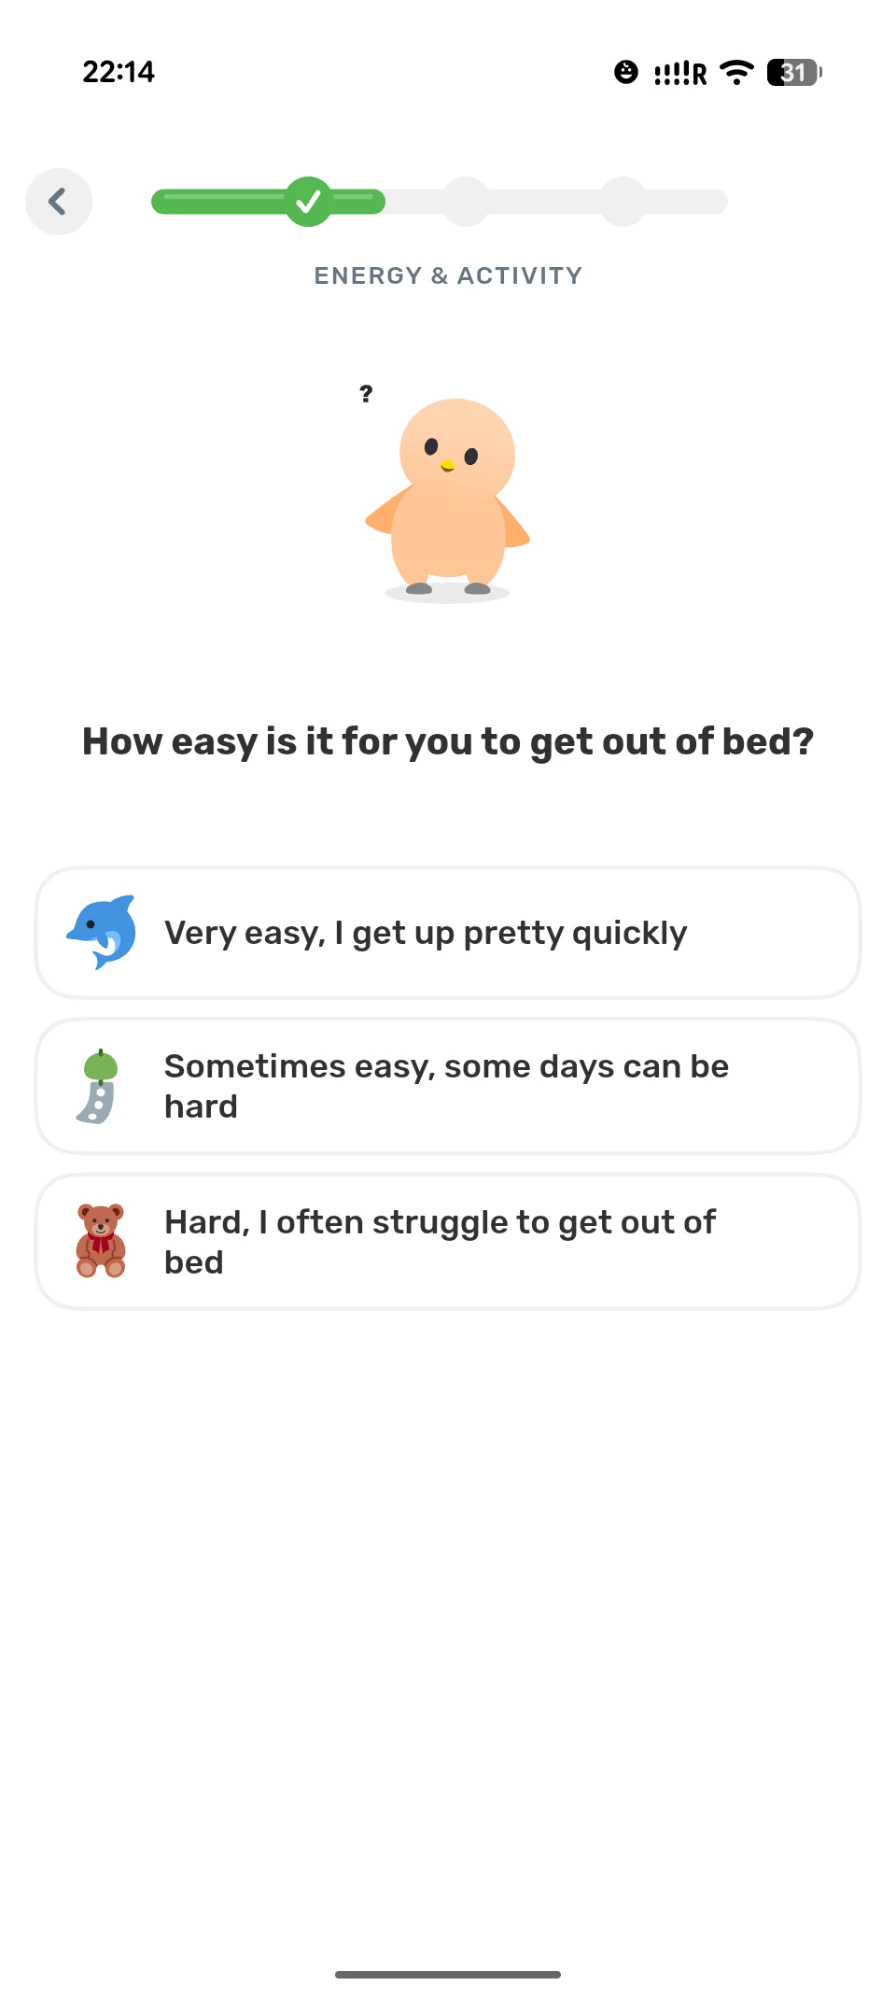 22:14
R
31
ENERGY & ACTIVITY
?
How easy is it for you to get out of bed?
Very easy, I get up pretty quickly
Sometimes easy, some days can be
hard
Hard, I often struggle to get out of
bed